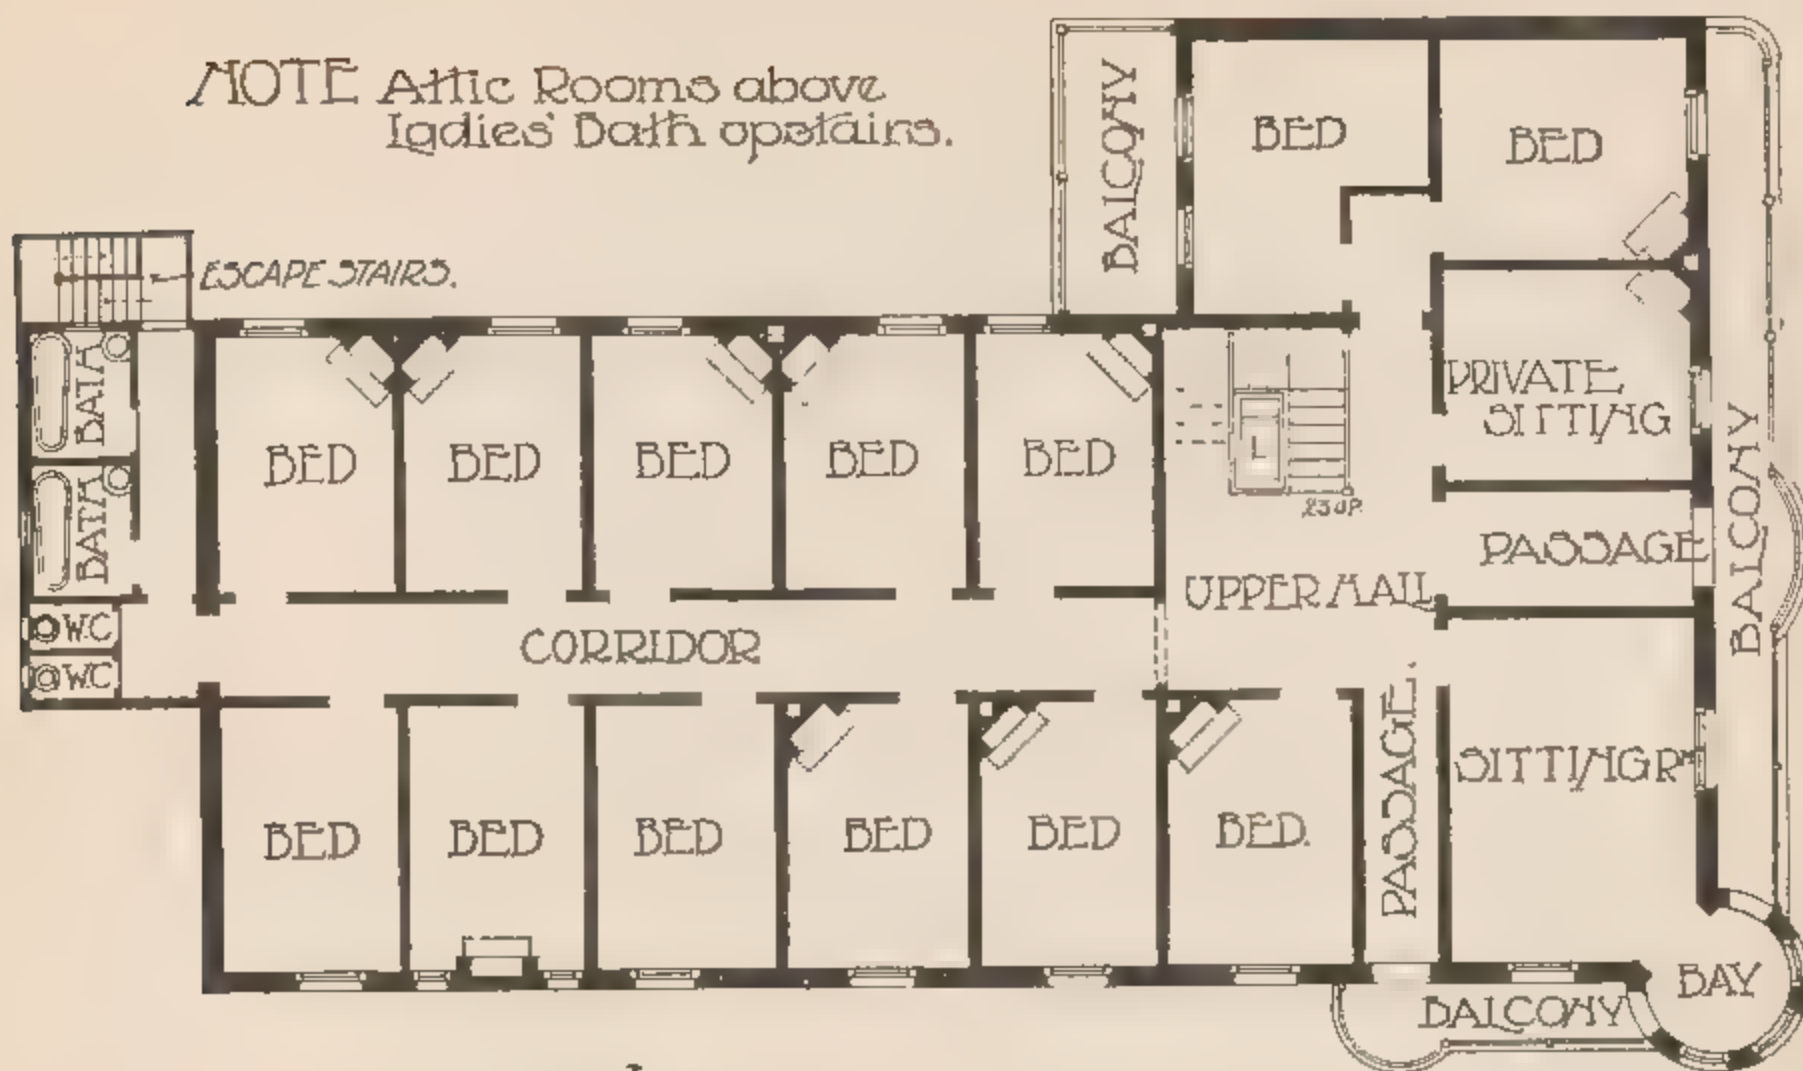 NOTE Attic Rooms above
Ladies' Bath upstairs.
BALCONY
BED
BED
ESCAPE STAIRS.
BATH
BATH
BED
BED
BED
BED
BED
L
PRIVATE
SITTING
PASSAGE
BALCONY
UPPER HALL
W.C
W.C
CORRIDOR
PASSAGE.
SITTING RM
BED
BED
BED
BED
BED
BED.
BAY
BALCONY